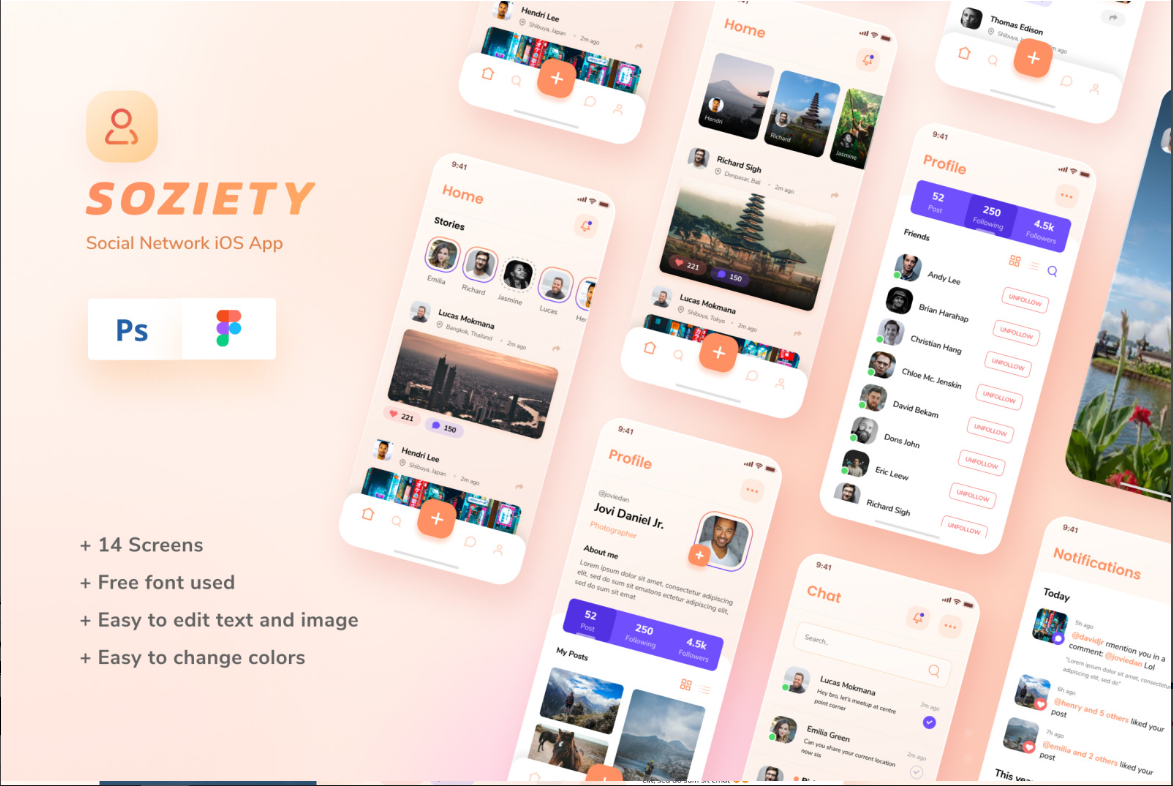 SOZIETY
Social Network iOS App
Ps
+ 14 Screens
+ Free font used
+ Easy to edit text and image
+ Easy to change colors
Hendri Lee
Shibuya, Japan • 2m ago
9:41
Home
Stories
Emilia
Richard
Jasmine
Lucas
Lucas Mokmana
Bangkok, Thailand • 2m ago
221
150
Hendri Lee
Shibuya, Japan • 2m ago
Home
Hendri
Richard
Jasmine
Richard Sigh
Denpasar, Bali • 2m ago
221
150
Lucas Mokmana
Shibuya, Tokyo • 2m ago
9:41
Profile
@joviedan
Jovi Daniel Jr.
Photographer
About me
Lorem ipsum dolor sit amet, consectetur adipiscing
elit, sed do sum sit ematons ectetur adipiscing elit,
sed do sum sit emat
52
Post
250
Following
4.5k
Followers
My Posts
Thomas Edison
Shibuya, Japan
ago
9:41
Profile
52
Post
250
Following
4.5k
Followers
Friends
Andy Lee
UNFOLLOW
Brian Harahap
UNFOLLOW
Christian Hang
UNFOLLOW
Chloe Mc. Jenskin
UNFOLLOW
David Bekam
UNFOLLOW
Dons John
UNFOLLOW
Eric Leew
UNFOLLOW
Richard Sigh
UNFOLLOW
9:41
Chat
Search..
Lucas Mokmana
2m ago
Hey bro, let's meetup at centre
point corner
Emilia Green
2m ago
Can you share your current location
now sis
9:41
Notifications
Today
5h ago
@davidjr rmention you in a
comment: @joviedan Lol
"Lorem ipsum dolor sit amet, consectetur
adipiscing elit, sed do"
6h ago
@henry and 5 others liked your
post
7h ago
@emilia and 2 others liked your
post